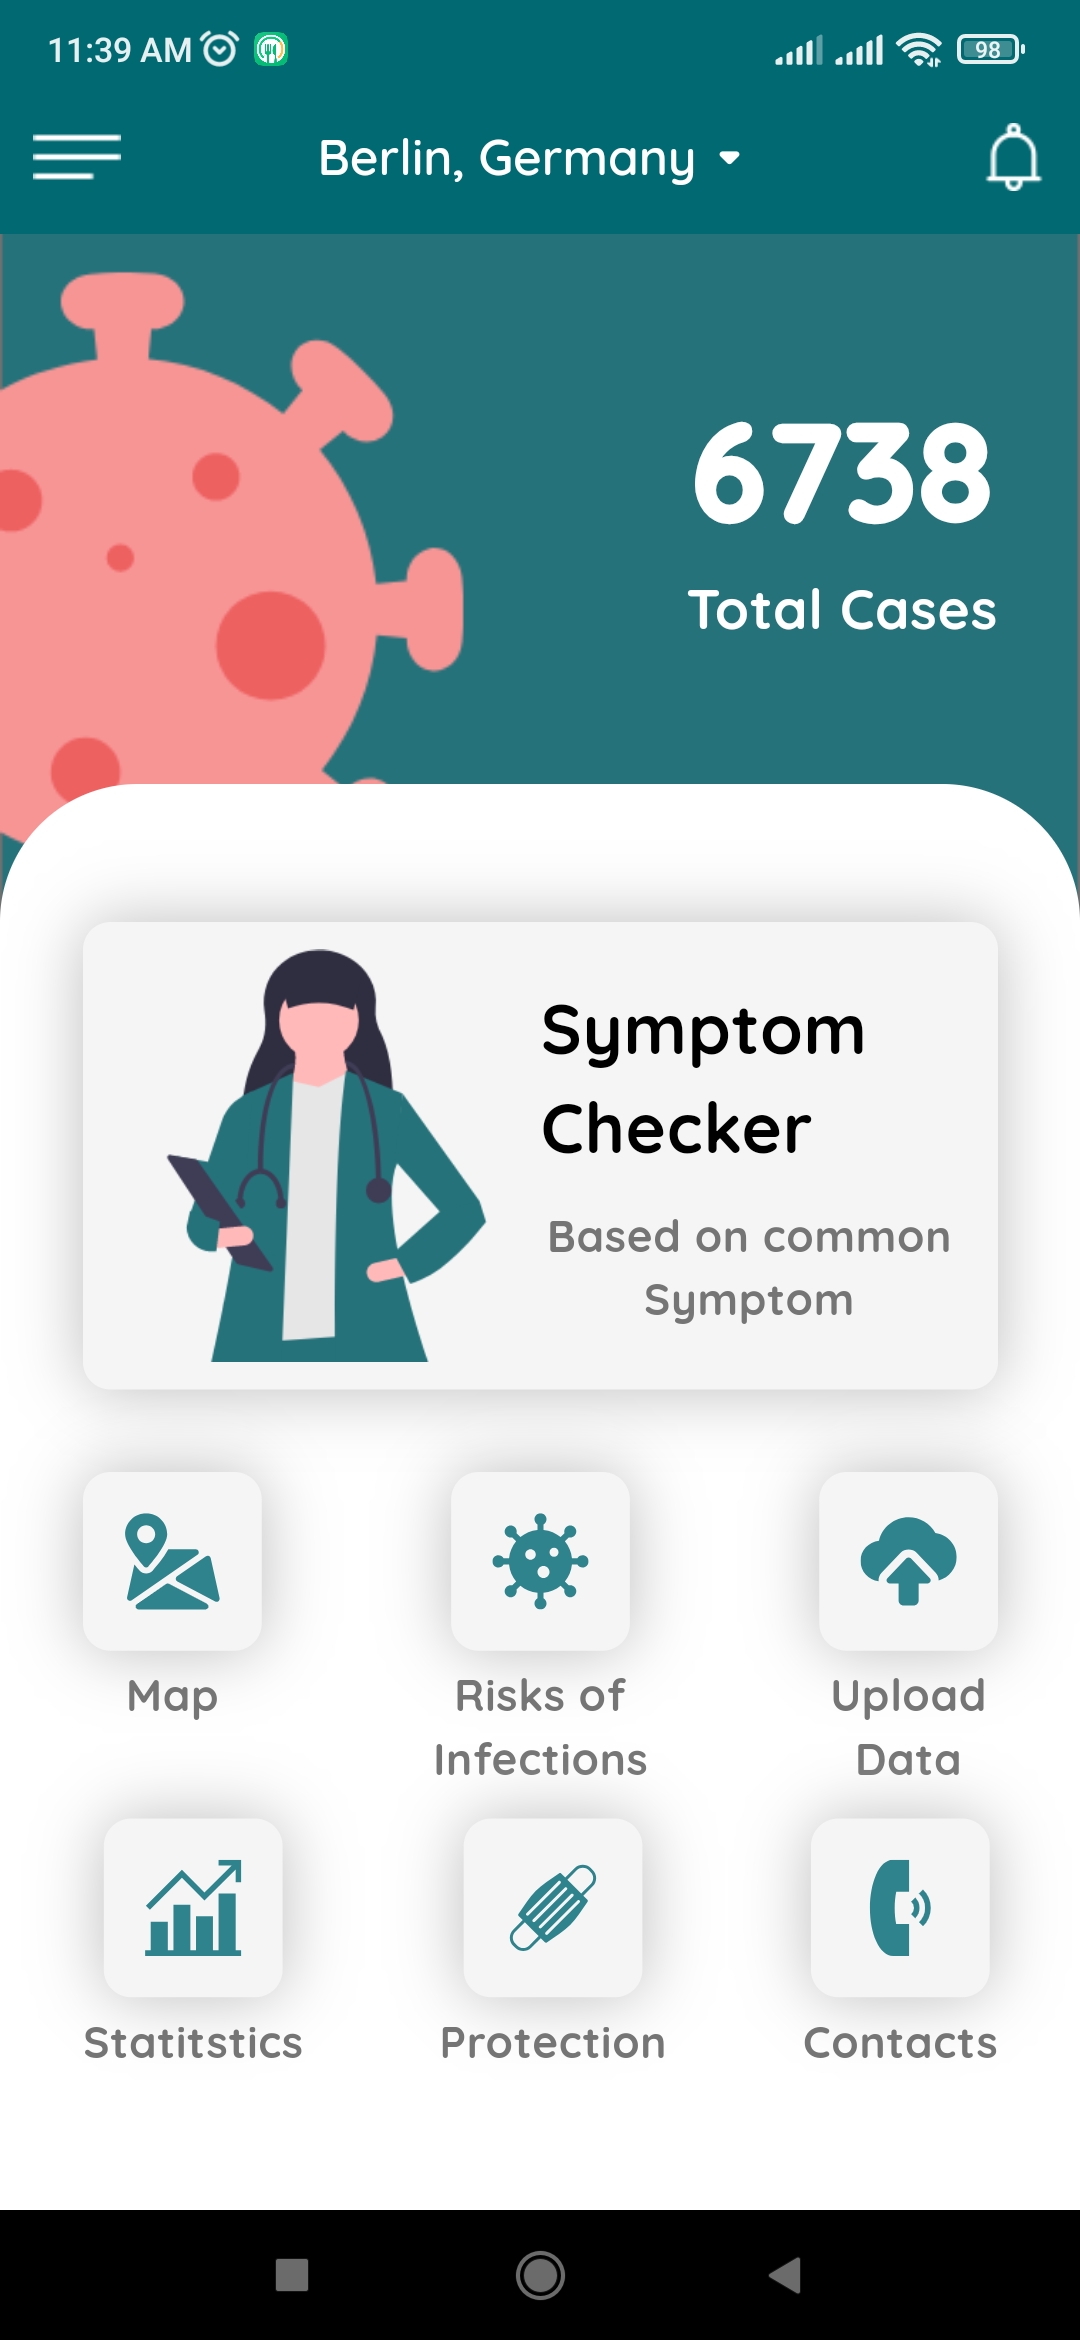 11:39 AM
98
Berlin, Germany
6738
Total Cases
Symptom
Checker
Based on common
Symptom
Map
Risks of
Infections
Upload
Data
Statitstics
Protection
Contacts